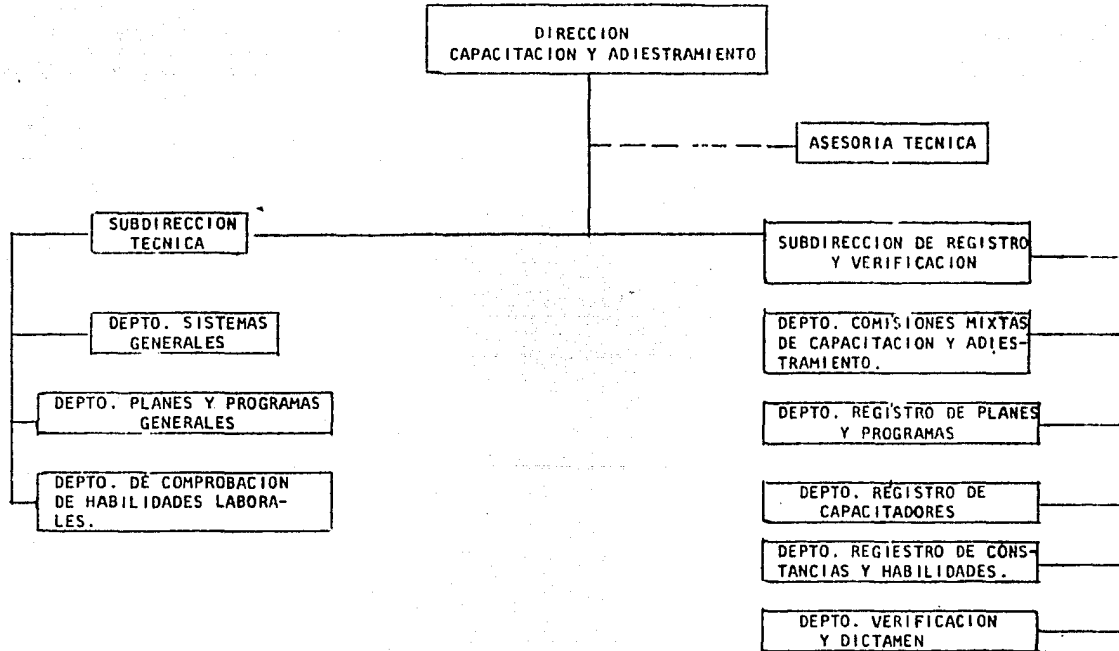 DIRECCION
CAPACITACION Y ADIESTRAMIENTO
ASESORIA TECNICA
SUBDIRECCION
TECNICA
DEPTO. SISTEMAS
GENERALES
DEPTO. PLANES Y PROGRAMAS
GENERALES
DEPTO. DE COMPROBACION
DE HABILIDADES LABORA-
LES.
SUBDIRECCION DE REGISTRO
Y VERIFICACION
DEPTO. COMISIONES MIXTAS
DE CAPACITACION Y ADIES-
TRAMIENTO.
DEPTO. REGISTRO DE PLANES
Y PROGRAMAS
DEPTO. REGISTRO DE
CAPACITADORES
DEPTO. REGIESTRO DE CONS-
TANCIAS Y HABILIDADES.
DEPTO. VERIFICACION
Y DICTAMEN